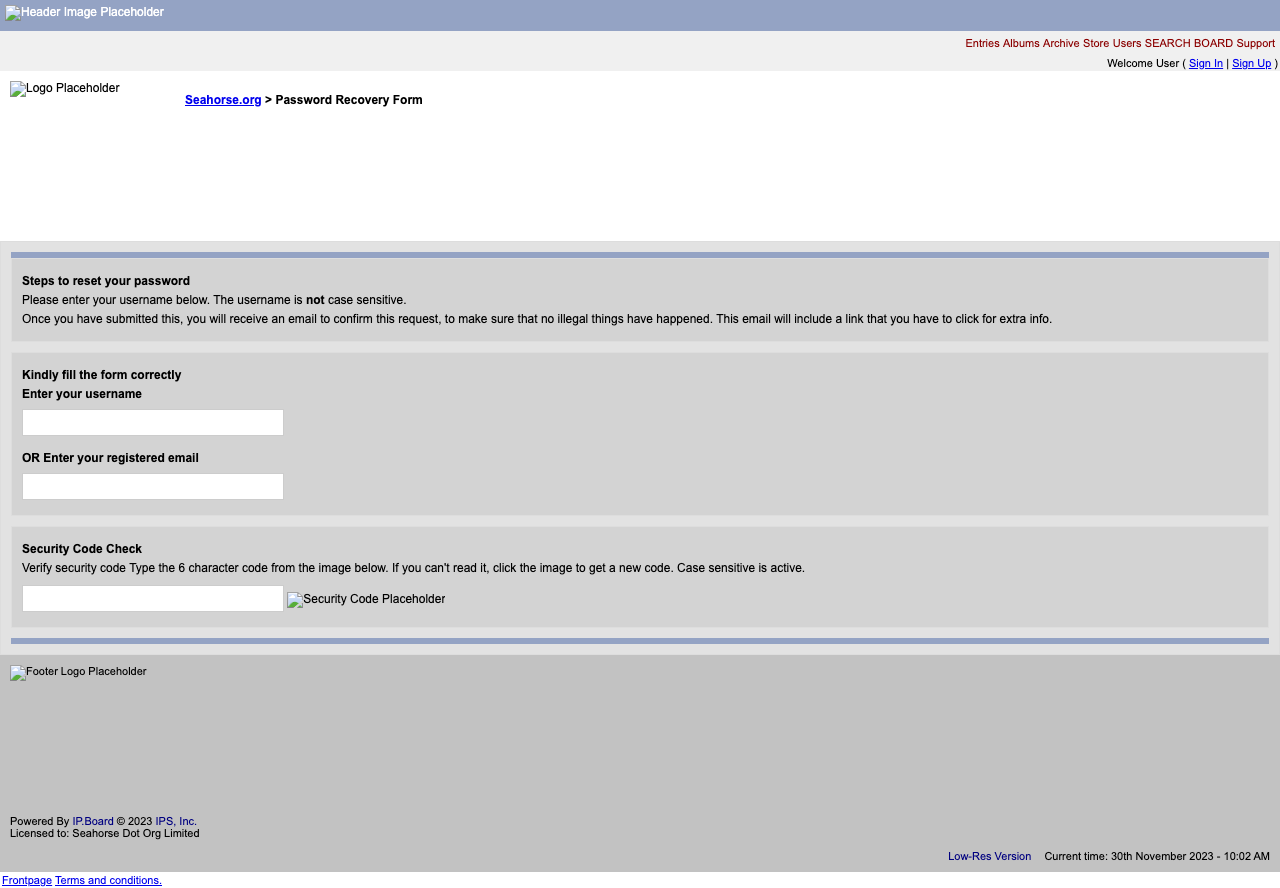 Header Image Placeholder
Entries Albums Archive Store Users SEARCH BOARD Support
Welcome User ( Sign In | Sign Up )
Logo Placeholder
Seahorse.org > Password Recovery Form
Steps to reset your password
Please enter your username below. The username is not case sensitive.
Once you have submitted this, you will receive an email to confirm this request, to make sure that no illegal things have happened. This email will include a link that you have to click for extra info.
Kindly fill the form correctly
Enter your username
OR Enter your registered email
Security Code Check
Verify security code Type the 6 character code from the image below. If you can't read it, click the image to get a new code. Case sensitive is active.
Security Code Placeholder
Footer Logo Placeholder
Powered By IP.Board © 2023 IPS, Inc.
Licensed to: Seahorse Dot Org Limited
Low-Res Version Current time: 30th November 2023 - 10:02 AM
Frontpage Terms and conditions.